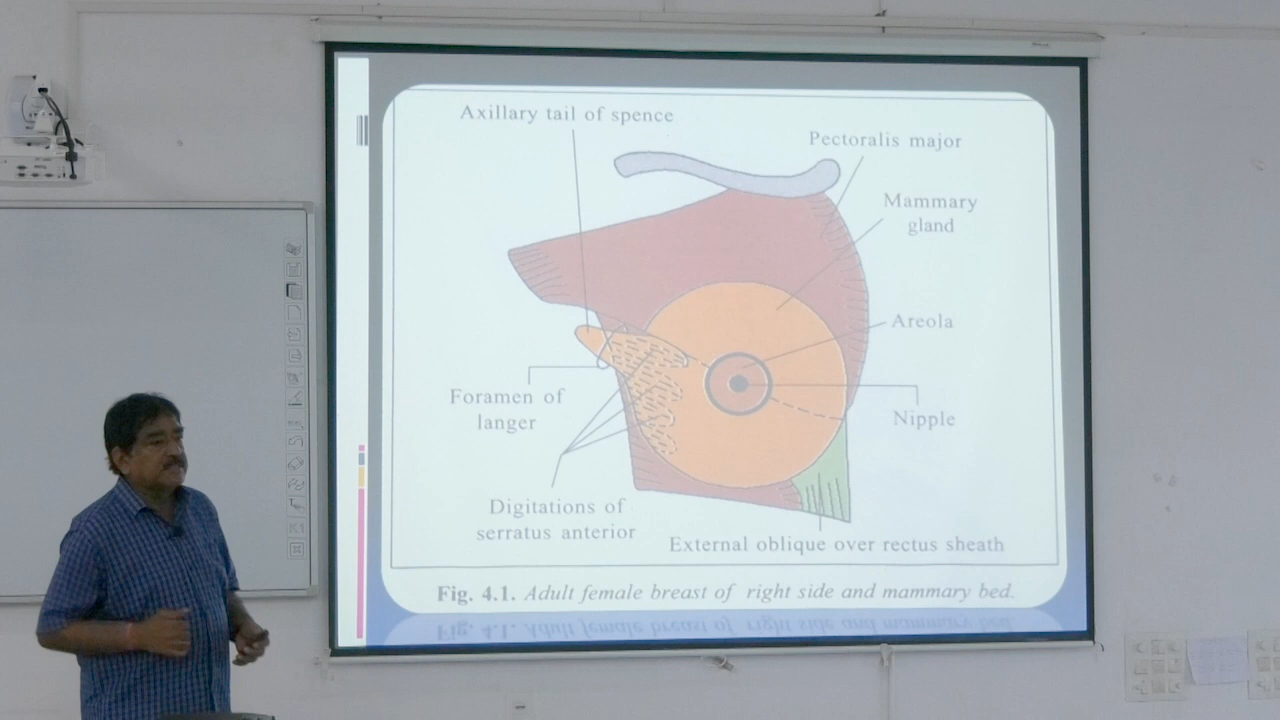 Axillary tail of spence
Pectoralis major
Mammary
gland
Areola
Foramen of
langer
Nipple
Digitations of
serratus anterior
External oblique over rectus sheath
Fig. 4.1. Adult female breast of right side and mammary bed.